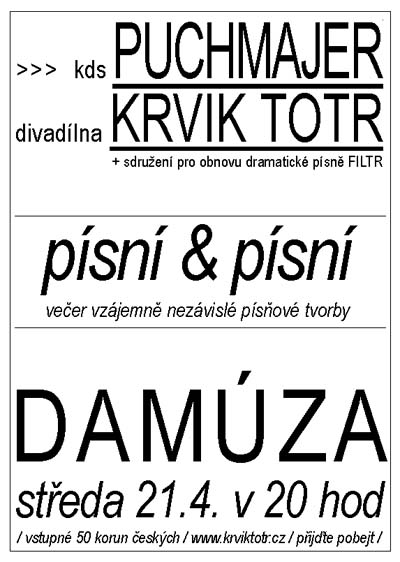 >>> kds PUCHMAJER
divadílna KRVIK TOTR
+ sdružení pro obnovu dramatické písně FILTR
písní & písní
večer vzájemně nezávislé písňové tvorby
DAMÚZA
středa 21.4. v 20 hod
/ vstupné 50 korun českých / www.krviktotr.cz / přijďte pobejt /